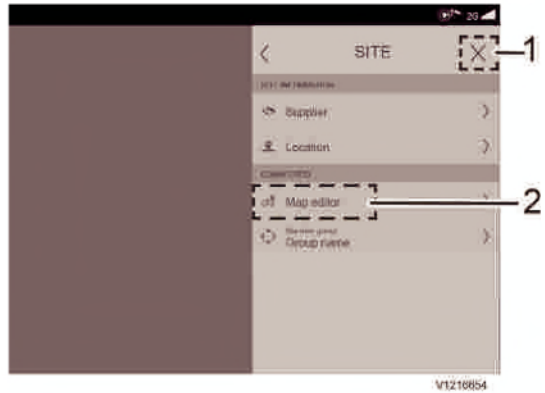 2G
SITE
1
Supplier
Location
Map editor
2
Group name
V1216654